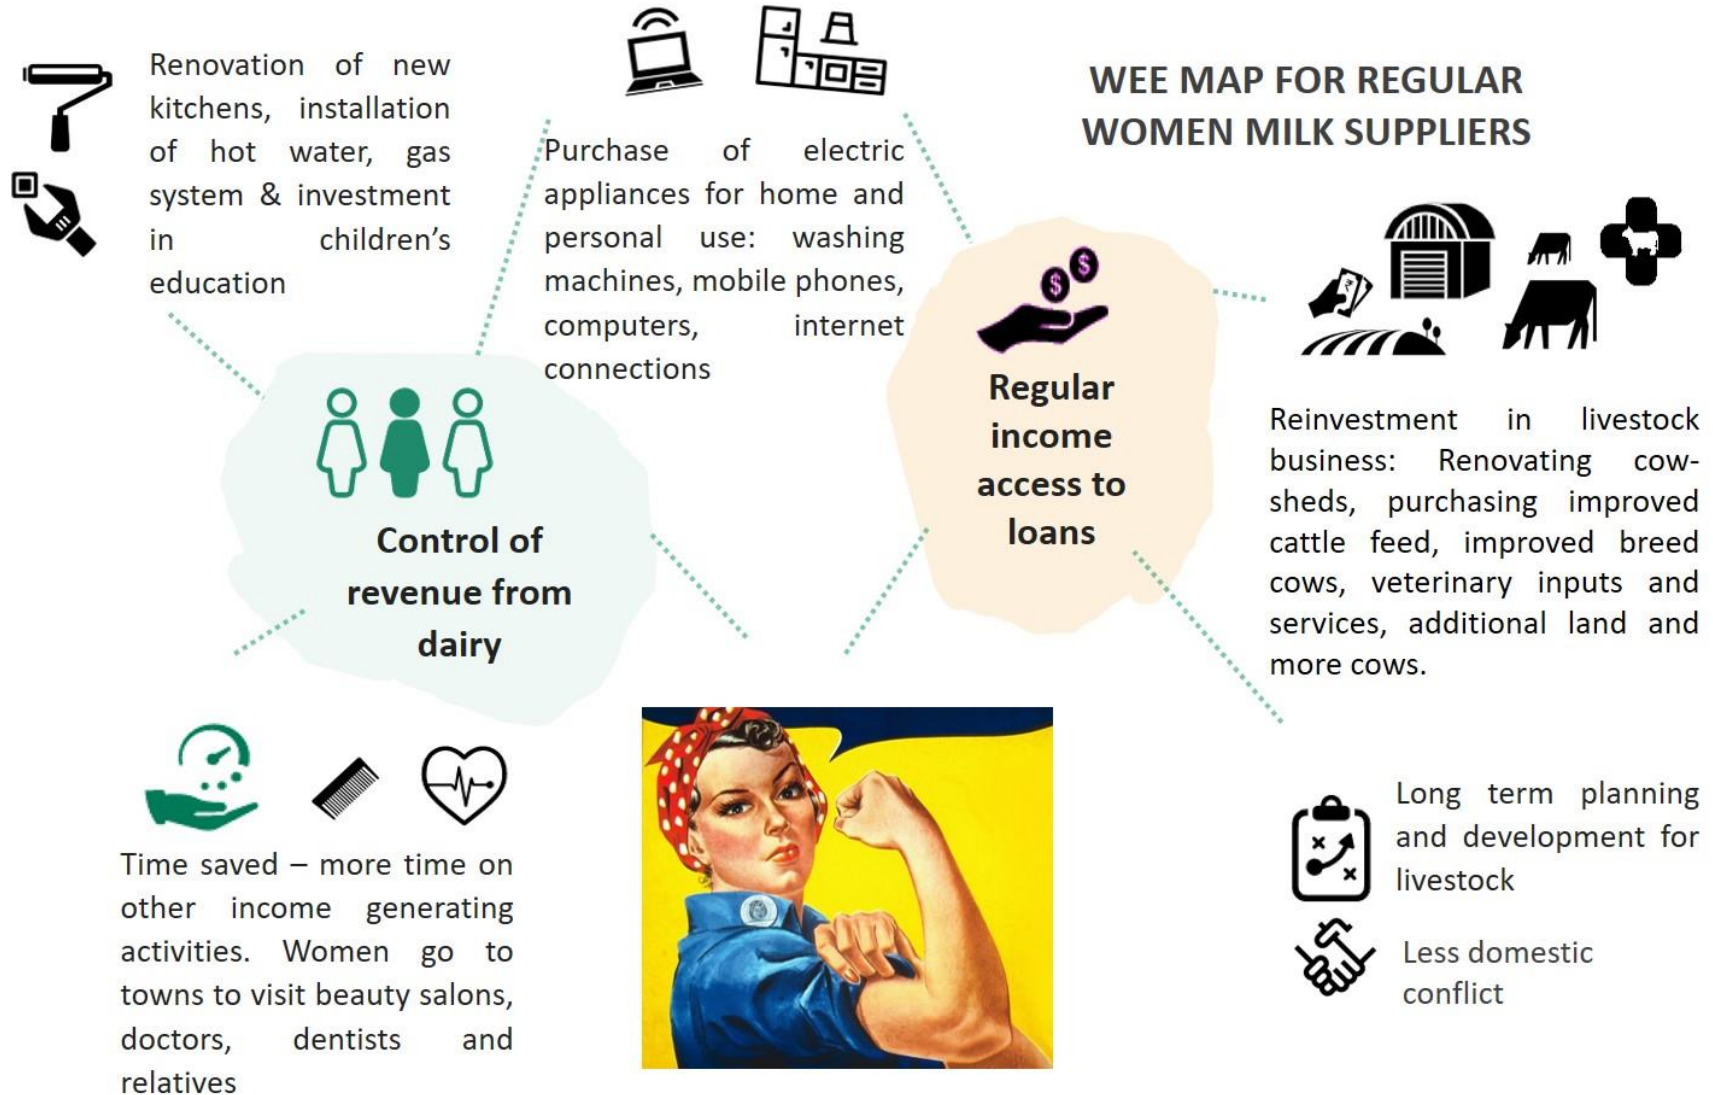 WEE MAP FOR REGULAR
WOMEN MILK SUPPLIERS
Renovation of new
kitchens, installation
of hot water, gas
system & investment
in children’s
education
Purchase of electric
appliances for home and
personal use: washing
machines, mobile phones,
computers, internet
connections
$
$
Regular
income
access to
loans
Control of
revenue from
dairy
Reinvestment in livestock
business: Renovating cow-
sheds, purchasing improved
cattle feed, improved breed
cows, veterinary inputs and
services, additional land and
more cows.
Time saved – more time on
other income generating
activities. Women go to
towns to visit beauty salons,
doctors, dentists and
relatives
Long term planning
and development for
livestock
Less domestic
conflict